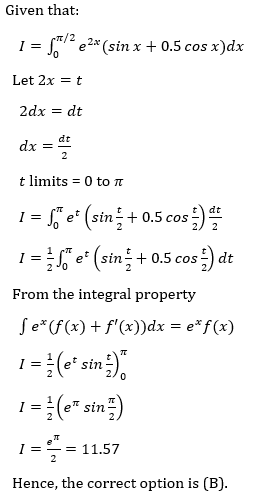 Given that:
I = ∫₀^{π/2} e^{2x}(sin x + 0.5 cos x)dx
Let 2x = t
2dx = dt
dx = dt/2
t limits = 0 to π
I = ∫₀^π e^t (sin t/2 + 0.5 cos t/2) dt/2
I = 1/2 ∫₀^π e^t (sin t/2 + 0.5 cos t/2) dt
From the integral property
∫ e^x(f(x) + f'(x))dx = e^x f(x)
I = 1/2 (e^t sin t/2)₀^π
I = 1/2 (e^π sin π/2)
I = e^π/2 = 11.57
Hence, the correct option is (B).